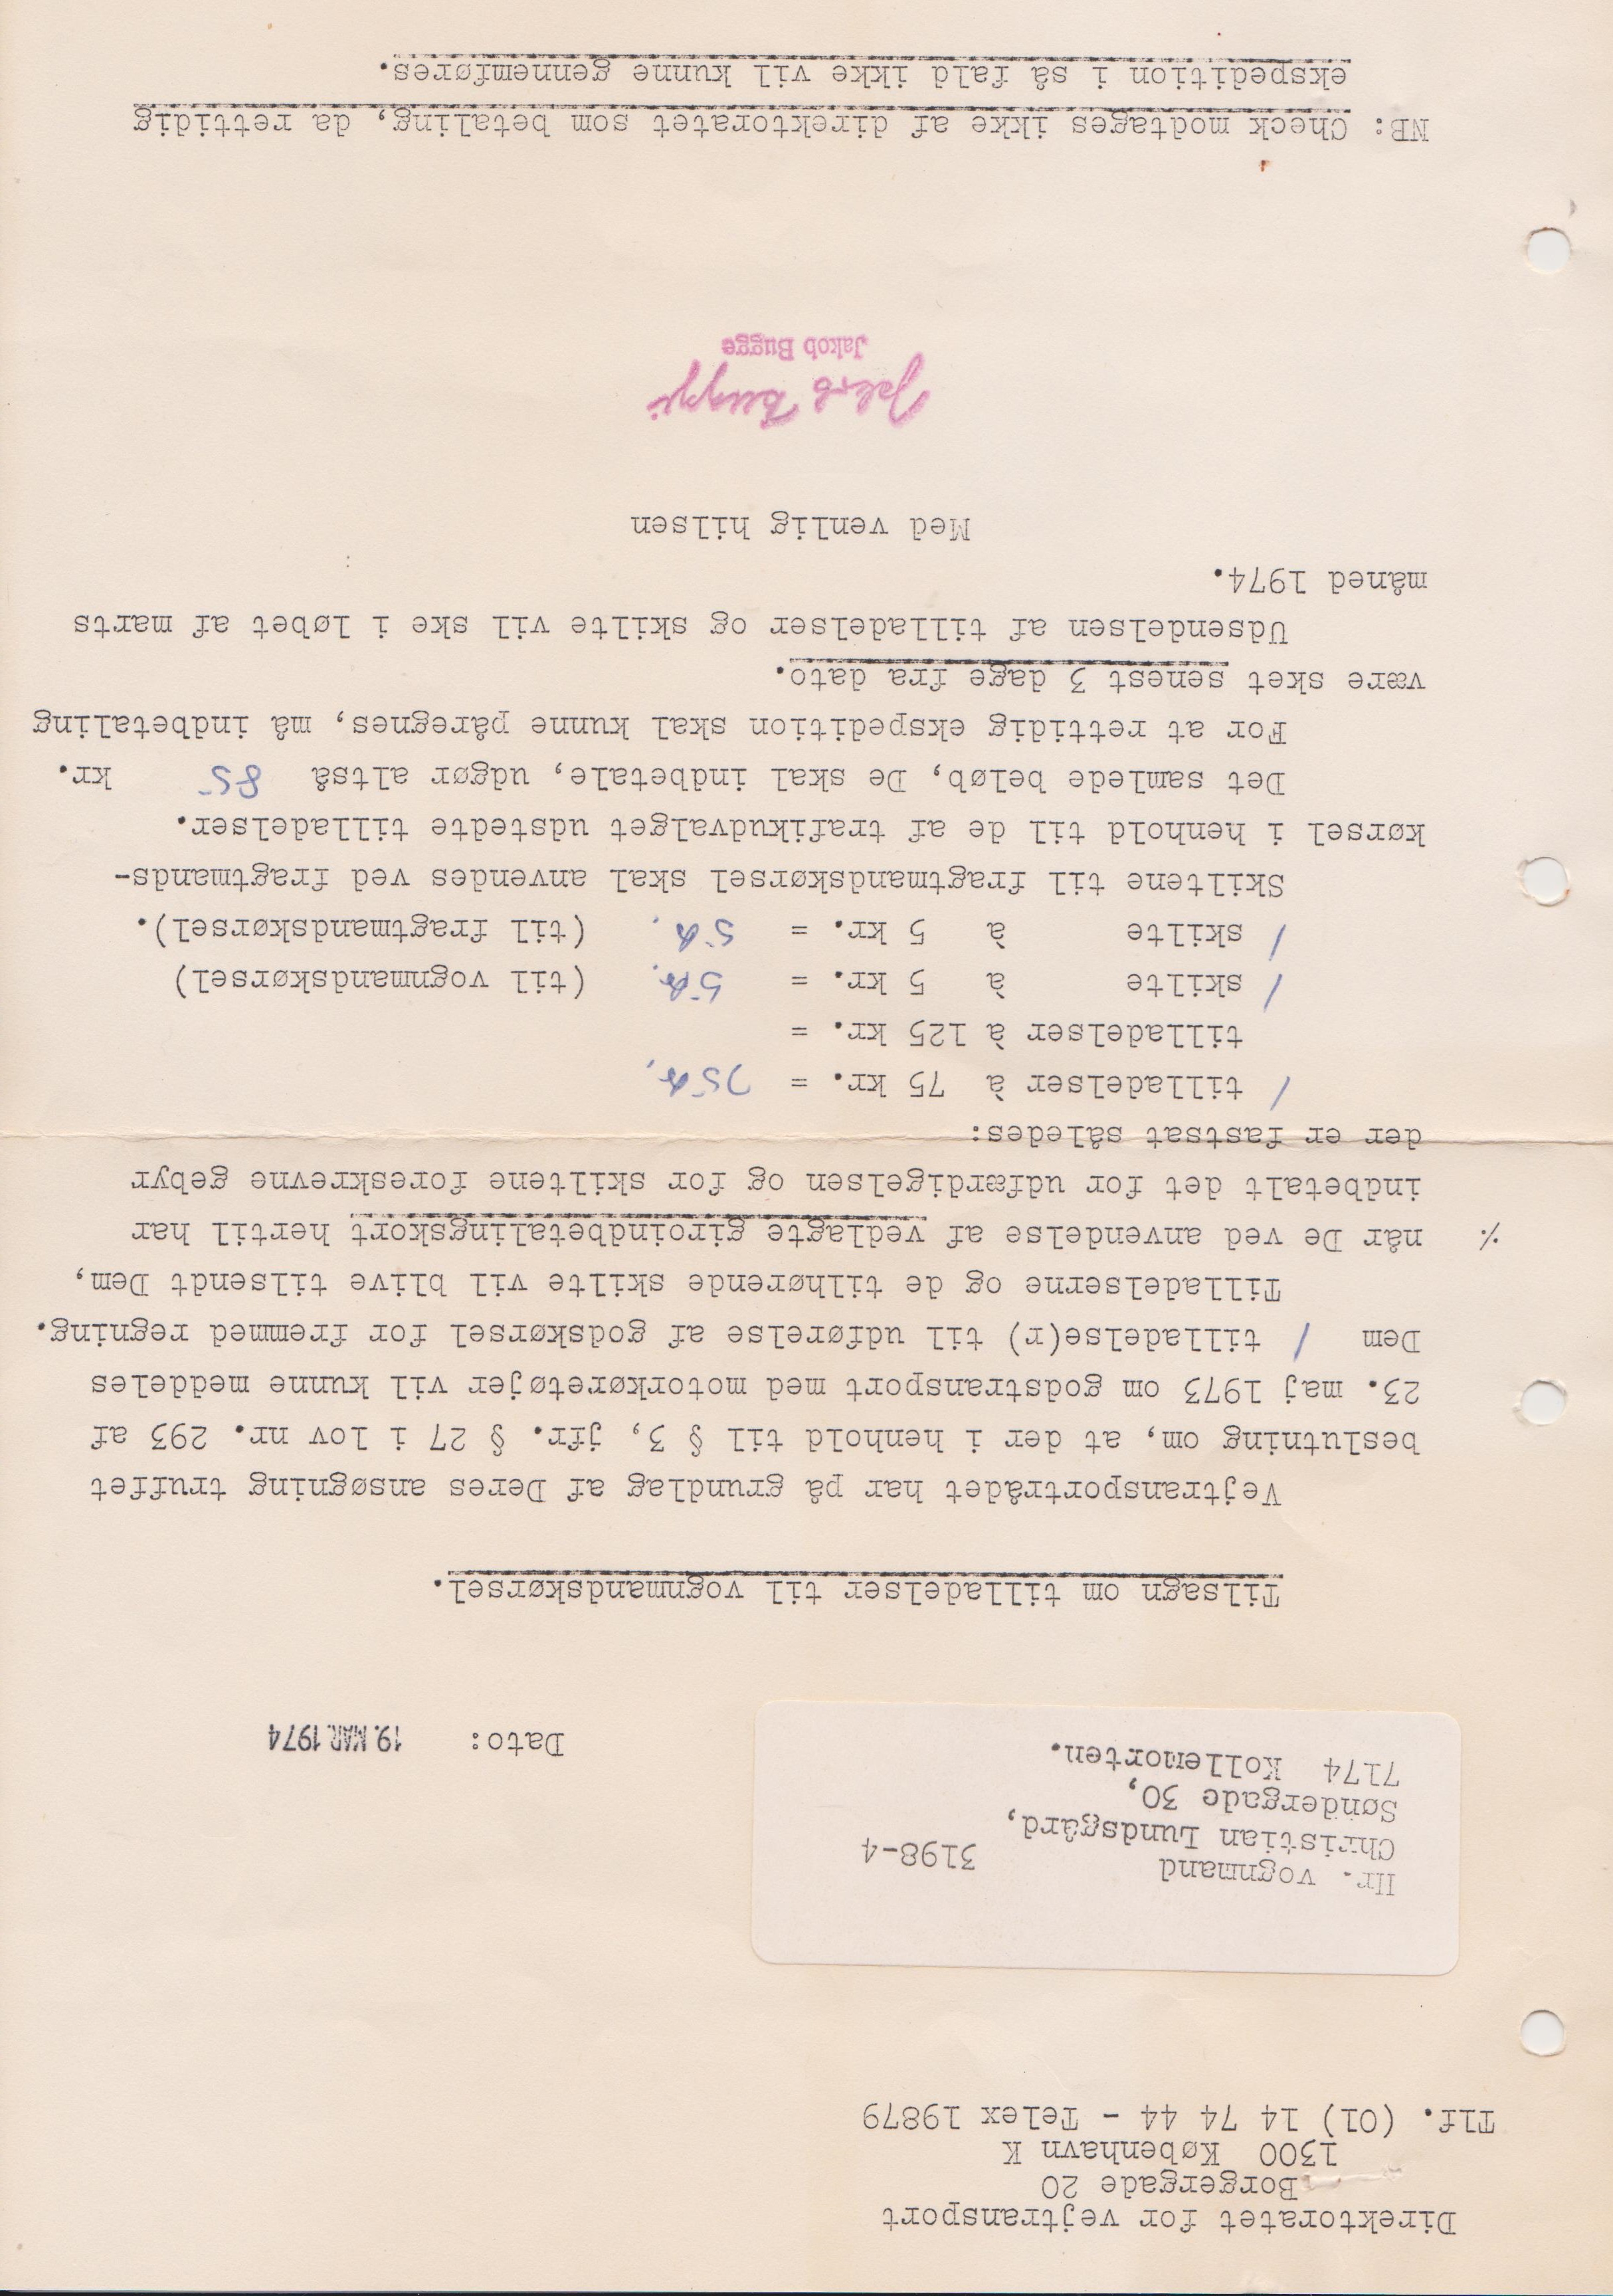 Direktoratet for vejtransport
Borgergade 20
1300 København K
Tlf. (01) 14 74 44 - Telex 19879
Hr. vognmand 3198-4
Christian Lundsgård,
Søndergade 30,
7174 Kollemorten.
Dato: 19. MAR. 1974
Tilsagn om tilladelser til vognmandskørsel.
Vejtransportrådet har på grundlag af Deres ansøgning truffet
beslutning om, at der i henhold til § 3, jfr. § 27 i lov nr. 293 af
23. maj 1973 om godstransport med motorkøretøjer vil kunne meddeles
Dem / tilladelse(r) til udførelse af godskørsel for fremmed regning.
Tilladelserne og de tilhørende skilte vil blive tilsendt Dem,
⁒ når De ved anvendelse af vedlagte giroindbetalingskort hertil har
indbetalt det for udfærdigelsen og for skiltene foreskrevne gebyr
der er fastsat således:
/ tilladelser à 75 kr. = 75 kr.
tilladelser à 125 kr. =
/ skilte à 5 kr. = 5 kr. (til vognmandskørsel)
/ skilte à 5 kr. = 5 kr. (til fragtmandskørsel).
Skiltene til fragtmandskørsel skal anvendes ved fragtmands-
kørsel i henhold til de af trafikudvalget udstedte tilladelser.
Det samlede beløb, De skal indbetale, udgør altså 85 kr.
For at rettidig ekspedition skal kunne påregnes, må indbetaling
være sket senest 3 dage fra dato.
Udsendelsen af tilladelser og skilte vil ske i løbet af marts
måned 1974.
Med venlig hilsen
Jakob Bugge
Jakob Bugge
NB: Check modtages ikke af direktoratet som betaling, da rettidig
ekspedition i så fald ikke vil kunne gennemføres.